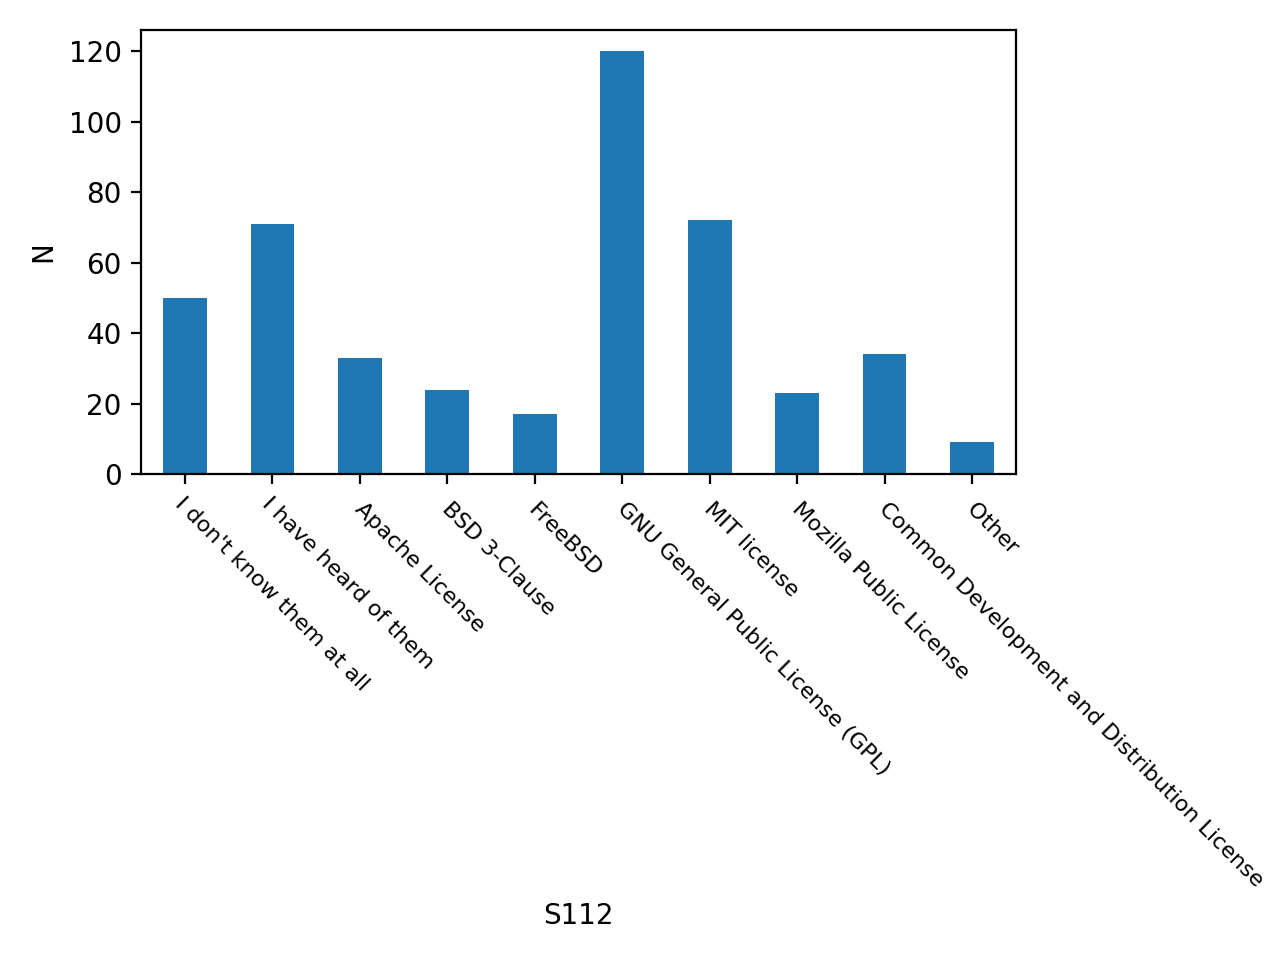 120
100
80
60
40
20
0
N
I don't know them at all
I have heard of them
Apache License
BSD 3-Clause
FreeBSD
GNU General Public License (GPL)
MIT license
Mozilla Public License
Common Development and Distribution License
Other
S112